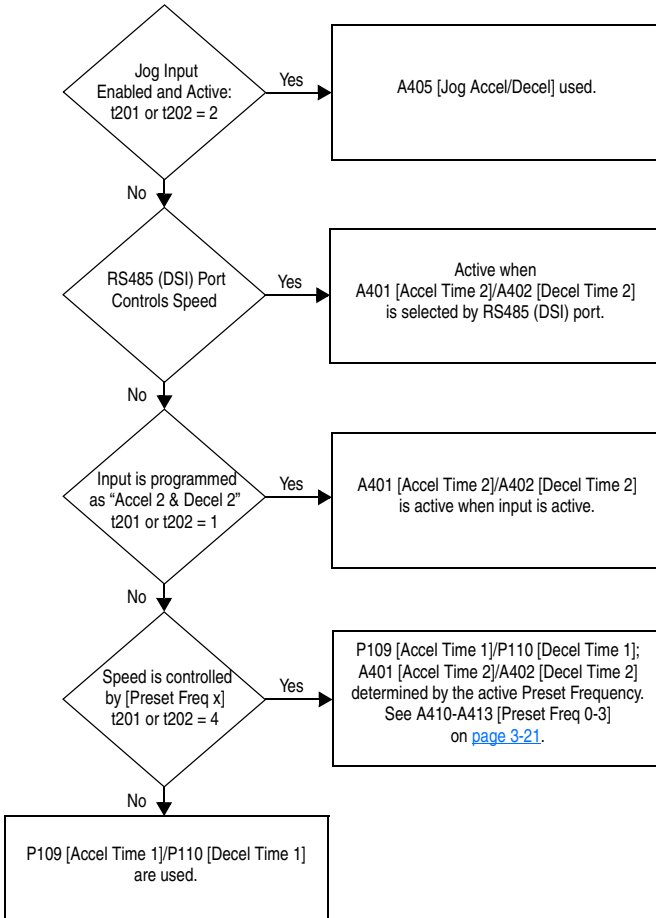 Jog Input
Enabled and Active:
t201 or t202 = 2
Yes
A405 [Jog Accel/Decel] used.
No
RS485 (DSI) Port
Controls Speed
Yes
Active when
A401 [Accel Time 2]/A402 [Decel Time 2]
is selected by RS485 (DSI) port.
No
Input is programmed
as “Accel 2 & Decel 2”
t201 or t202 = 1
Yes
A401 [Accel Time 2]/A402 [Decel Time 2]
is active when input is active.
No
Speed is controlled
by [Preset Freq x]
t201 or t202 = 4
Yes
P109 [Accel Time 1]/P110 [Decel Time 1];
A401 [Accel Time 2]/A402 [Decel Time 2]
determined by the active Preset Frequency.
See A410-A413 [Preset Freq 0-3]
on page 3-21.
No
P109 [Accel Time 1]/P110 [Decel Time 1]
are used.